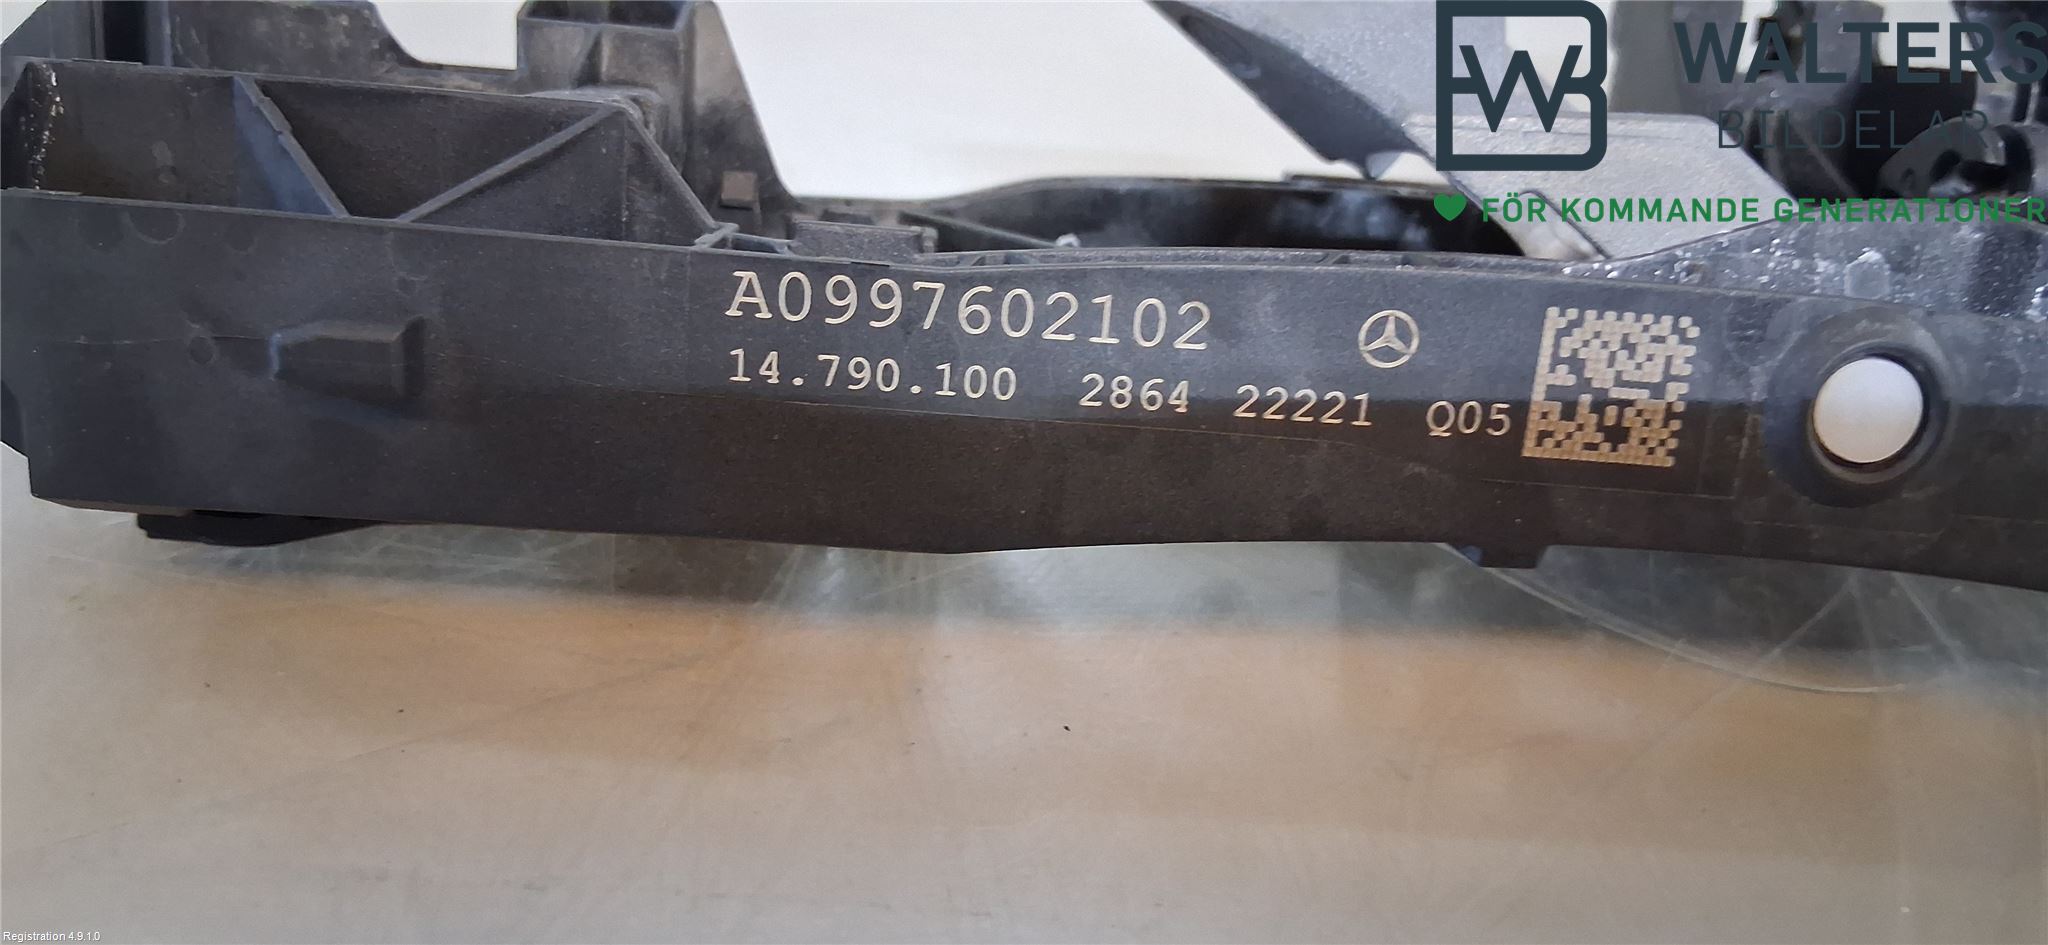 WALTERS
BILDELAR
FÖR KOMMANDE GENERATIONER
A0997602102
14.790.100 2864 22221 Q05
Registration 4.9.1.0